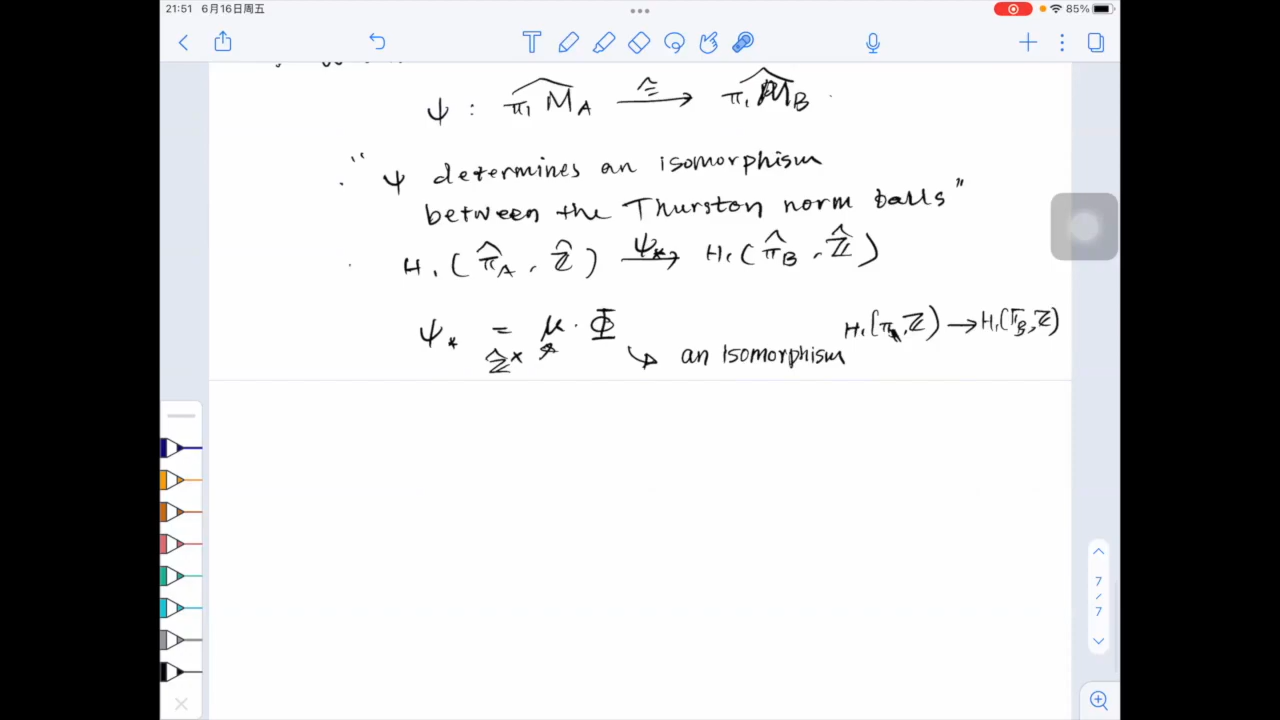 21:51 6月16日周五 85%
ψ : π̂₁M_A ≅→ π̂₁M_B .
. " ψ determines an isomorphism
between the Thurston norm balls "
. H₁( π̂_A , Ẑ ) ψ_*→ H₁( π̂_B , Ẑ )
ψ_* = μ · Φ H₁(π_A, Z) → H₁(π_B, Z)
Ẑ^× ↳ an isomorphism
7
/
7